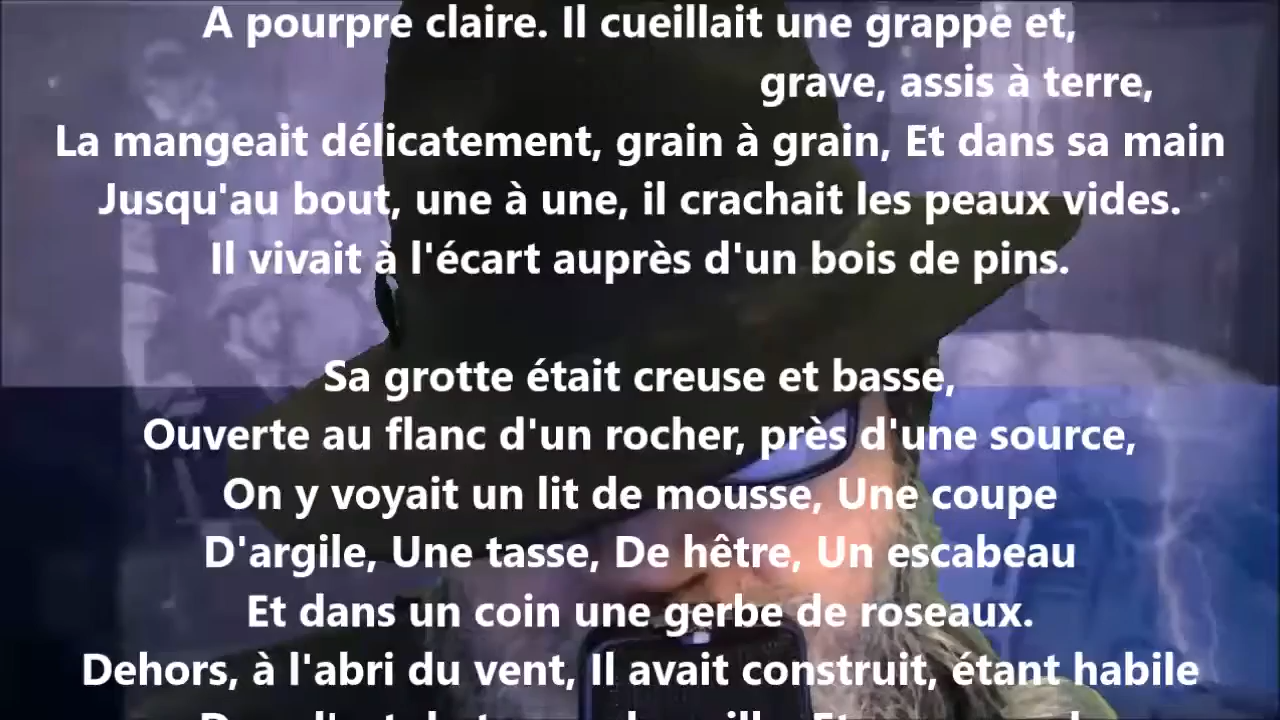 A pourpre claire. Il cueillait une grappe et,
grave, assis à terre,
La mangeait délicatement, grain à grain, Et dans sa main
Jusqu'au bout, une à une, il crachait les peaux vides.
Il vivait à l'écart auprès d'un bois de pins.
Sa grotte était creuse et basse,
Ouverte au flanc d'un rocher, près d'une source,
On y voyait un lit de mousse, Une coupe
D'argile, Une tasse, De hêtre, Un escabeau
Et dans un coin une gerbe de roseaux.
Dehors, à l'abri du vent, Il avait construit, étant habile